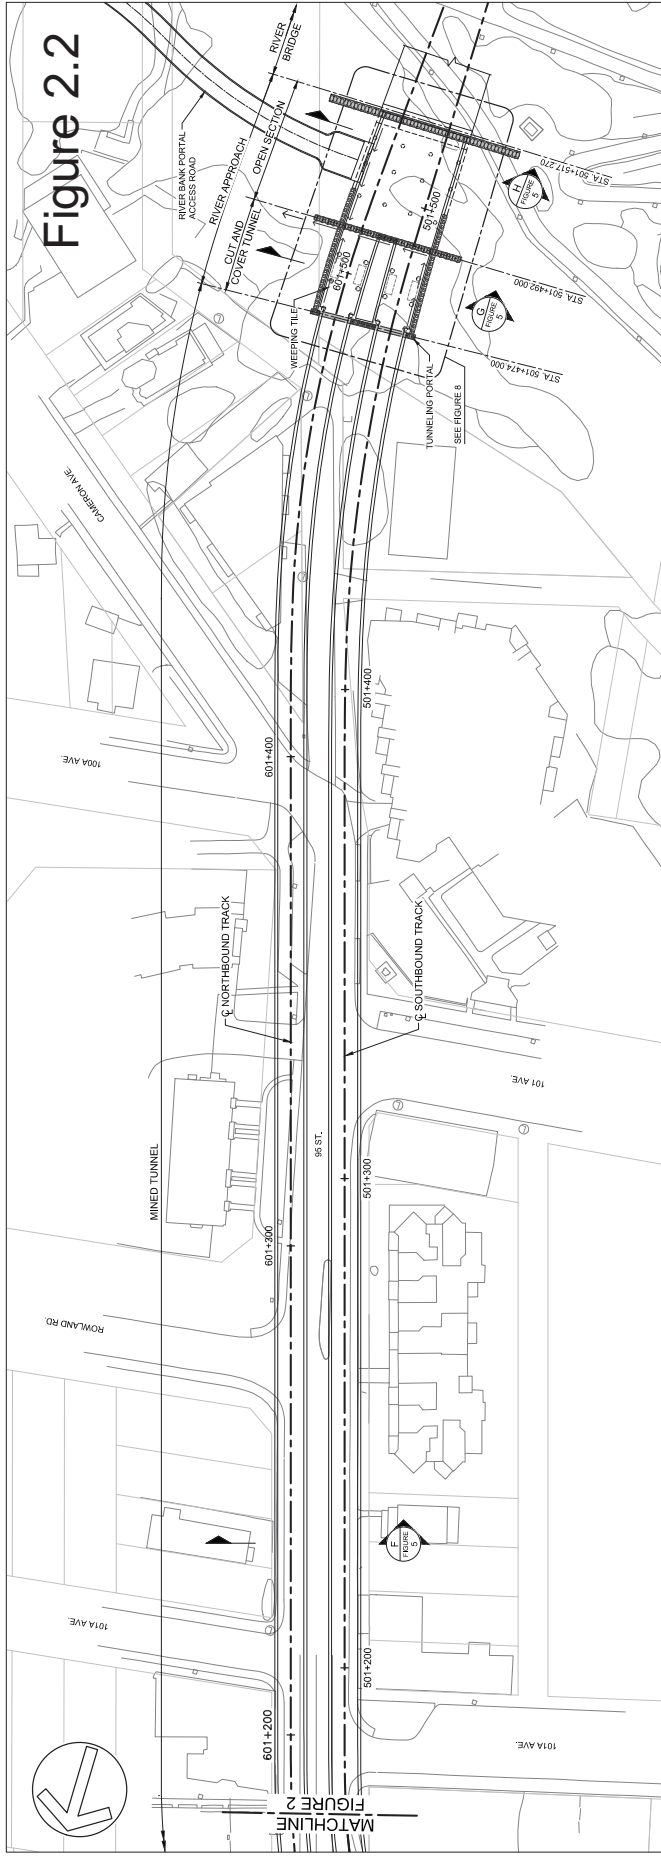 Figure 2.2
RIVER
BRIDGE
RIVER BANK PORTAL
ACCESS ROAD
RIVER APPROACH
OPEN SECTION
CUT AND
COVER TUNNEL
WEEPING TILE
601+500
501+500
STA. 501+517.270
H
FIGURE
5
STA. 501+492.000
G
FIGURE
5
STA. 501+474.000
TUNNELING PORTAL
SEE FIGURE 8
CAMERON AVE.
100A AVE.
601+400
501+400
℄ NORTHBOUND TRACK
℄ SOUTHBOUND TRACK
101 AVE.
MINED TUNNEL
95 ST.
601+300
501+300
ROWLAND RD.
F
FIGURE
5
101A AVE.
601+200
501+200
101A AVE.
MATCHLINE
FIGURE 2